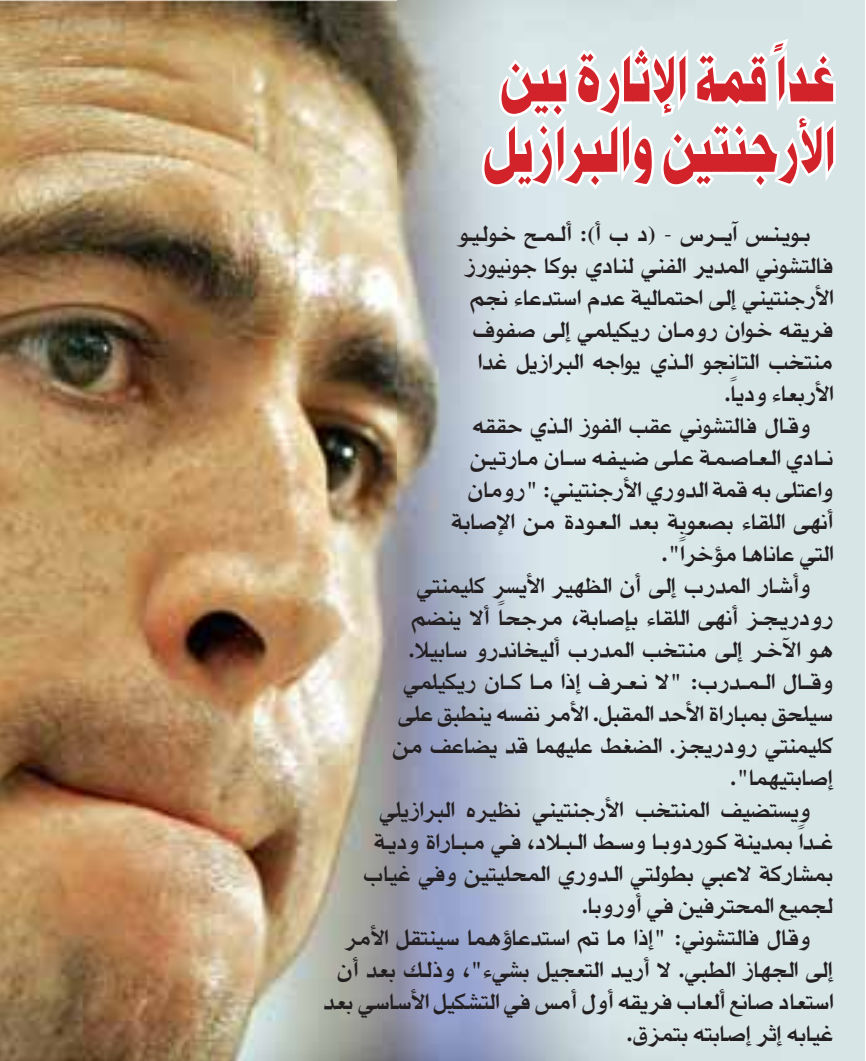 غداً قمة الإثارة بين
الأرجنتين والبرازيل
بوينس آيرس - (د ب أ): ألمح خوليو
فالتشوني المدير الفني لنادي بوكا جونيورز
الأرجنتيني إلى احتمالية عدم استدعاء نجم
فريقه خوان رومان ريكيلمي إلى صفوف
منتخب التانجو الذي يواجه البرازيل غدا
الأربعاء ودياً.
وقال فالتشوني عقب الفوز الذي حققه
نادي العاصمة على ضيفه سان مارتين
واعتلى به قمة الدوري الأرجنتيني: "رومان
أنهى اللقاء بصعوبة بعد العودة من الإصابة
التي عاناها مؤخراً".
وأشار المدرب إلى أن الظهير الأيسر كليمنتي
رودريجز أنهى اللقاء بإصابة، مرجحاً ألا ينضم
هو الآخر إلى منتخب المدرب أليخاندرو سابيلا.
وقال المدرب: "لا نعرف إذا ما كان ريكيلمي
سيلحق بمباراة الأحد المقبل. الأمر نفسه ينطبق على
كليمنتي رودريجز. الضغط عليهما قد يضاعف من
إصابتيهما".
ويستضيف المنتخب الأرجنتيني نظيره البرازيلي
غداً بمدينة كوردوبا وسط البلاد، في مباراة ودية
بمشاركة لاعبي بطولتي الدوري المحليتين وفي غياب
لجميع المحترفين في أوروبا.
وقال فالتشوني: "إذا ما تم استدعاؤهما سينتقل الأمر
إلى الجهاز الطبي. لا أريد التعجيل بشيء"، وذلك بعد أن
استعاد صانع ألعاب فريقه أول أمس في التشكيل الأساسي بعد
غيابه إثر إصابته بتمزق.